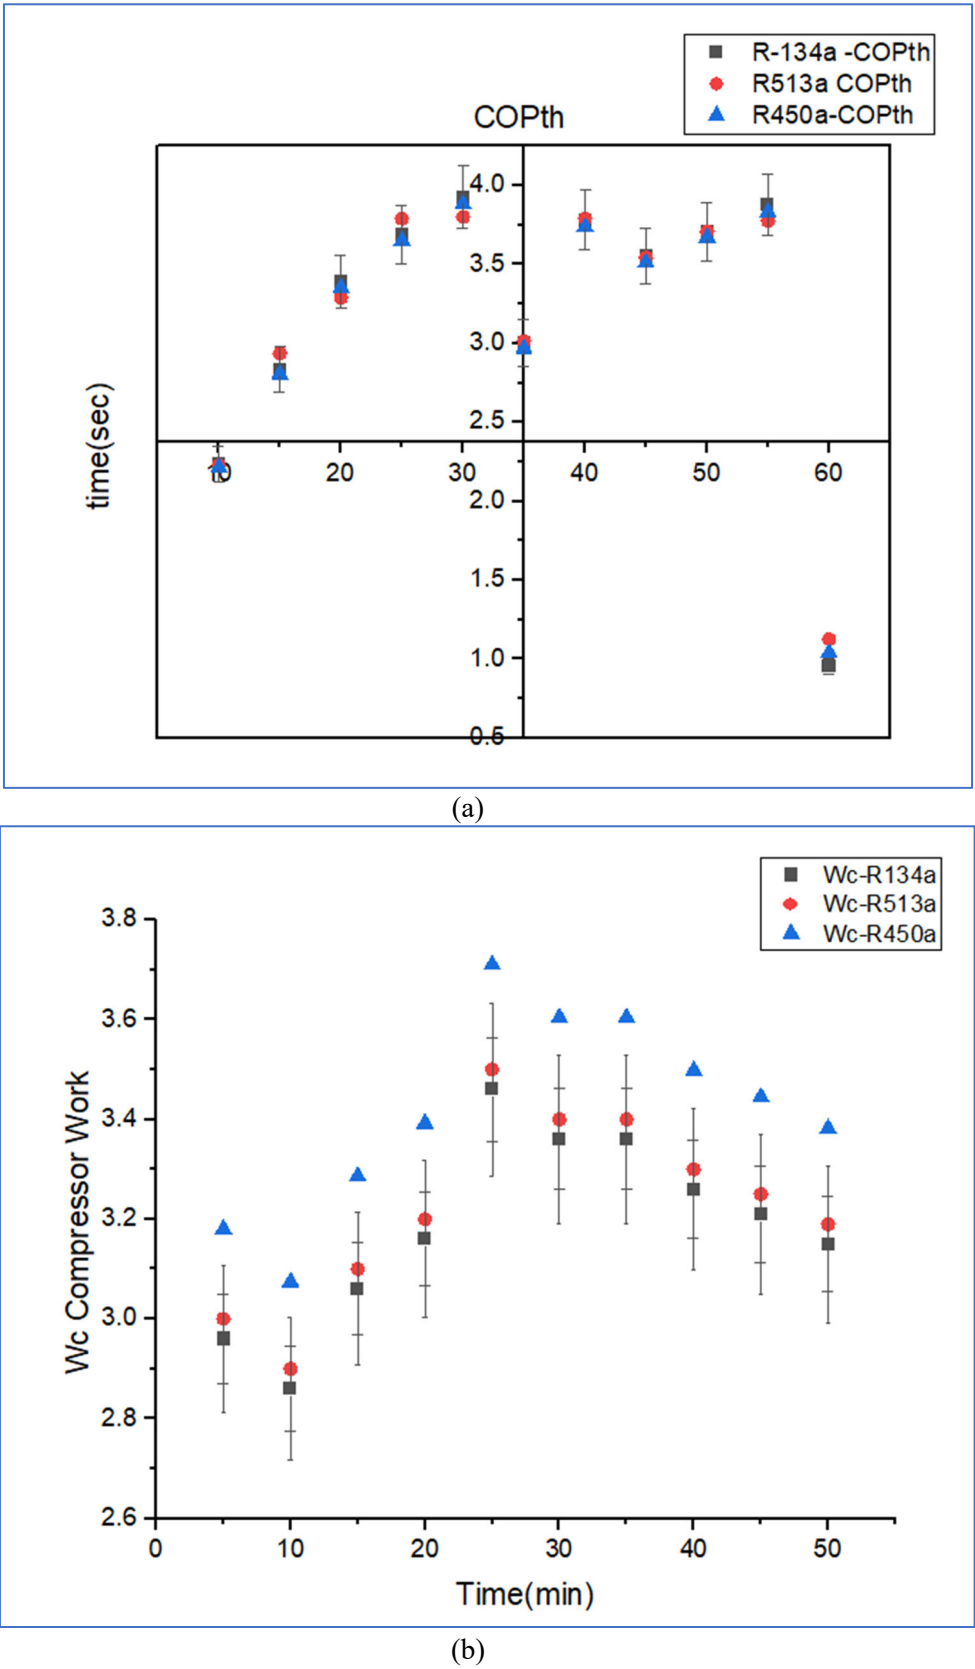 R-134a -COPth
R513a COPth
R450a-COPth
COPth
4.0
3.5
3.0
2.5
time(sec)
10 20 30 40 50 60
2.0
1.5
1.0
0.5
(a)
Wc-R134a
Wc-R513a
Wc-R450a
3.8
3.6
3.4
3.2
3.0
2.8
2.6
Wc Compressor Work
0 10 20 30 40 50
Time(min)
(b)